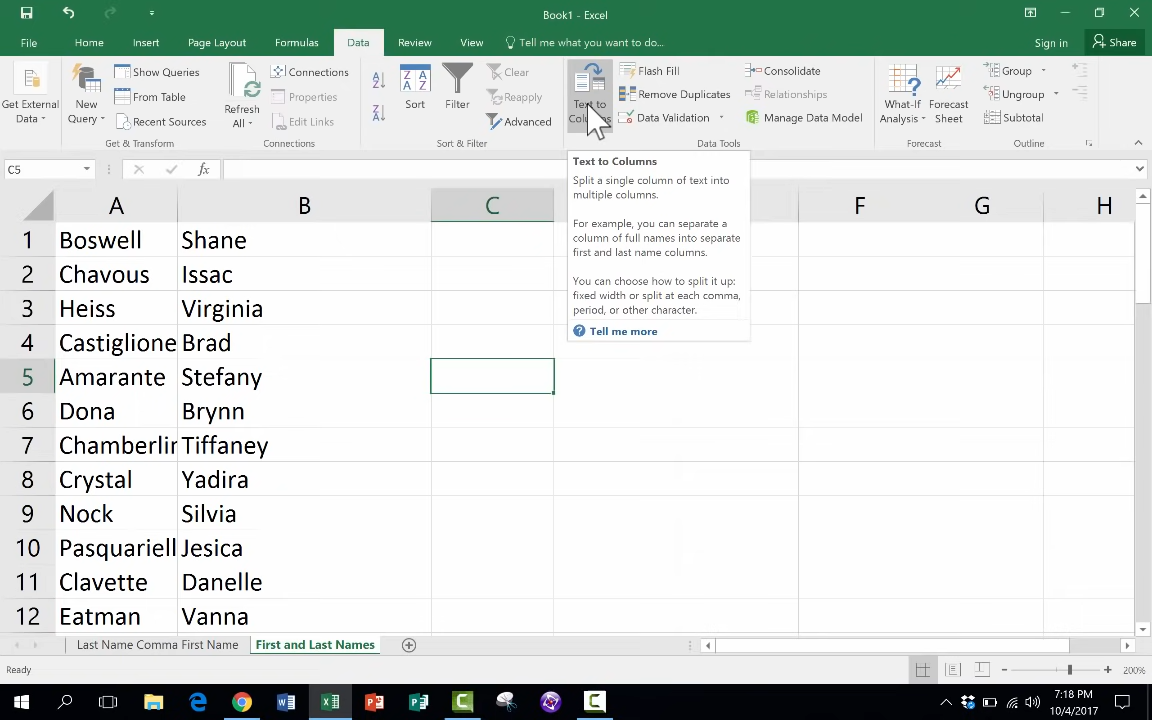 Book1 - Excel
File Home Insert Page Layout Formulas Data Review View Tell me what you want to do... Sign in Share
Get External Data
New Query
Show Queries
From Table
Recent Sources
Get & Transform
Refresh All
Connections
Properties
Edit Links
Connections
Sort
Filter
Clear
Reapply
Advanced
Sort & Filter
Text to
Columns
Flash Fill
Remove Duplicates
Data Validation
Consolidate
Relationships
Manage Data Model
Data Tools
What-If Analysis
Forecast Sheet
Forecast
Group
Ungroup
Subtotal
Outline
C5 fx
Text to Columns
Split a single column of text into
multiple columns.
For example, you can separate a
column of full names into separate
first and last name columns.
You can choose how to split it up:
fixed width or split at each comma,
period, or other character.
? Tell me more
A B C F G H
1 Boswell Shane
2 Chavous Issac
3 Heiss Virginia
4 Castiglione Brad
5 Amarante Stefany
6 Dona Brynn
7 Chamberlin Tiffaney
8 Crystal Yadira
9 Nock Silvia
10 Pasquariell Jesica
11 Clavette Danelle
12 Eatman Vanna
Last Name Comma First Name First and Last Names
Ready 200%
7:18 PM
10/4/2017